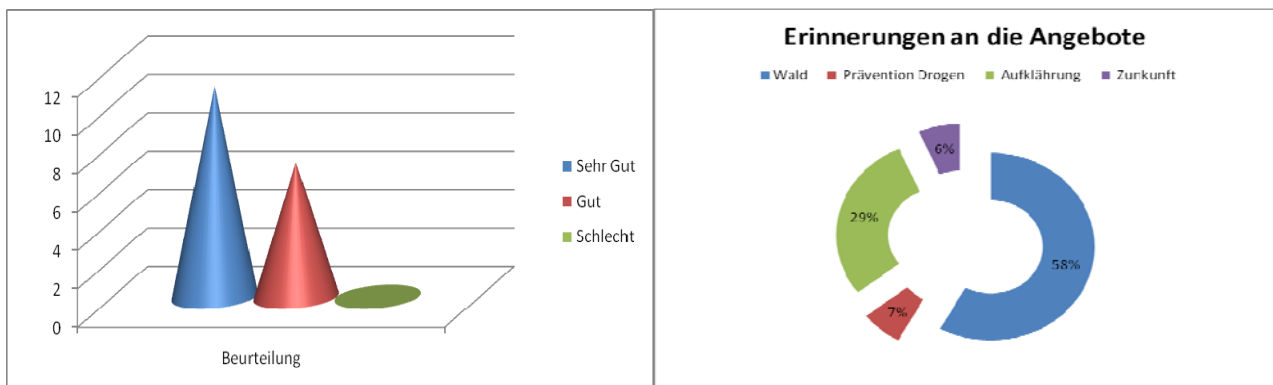 12
10
8
6
4
2
0
Beurteilung
Sehr Gut
Gut
Schlecht
Erinnerungen an die Angebote
Wald Prävention Drogen Aufklährung Zunkunft
6%
29%
58%
7%